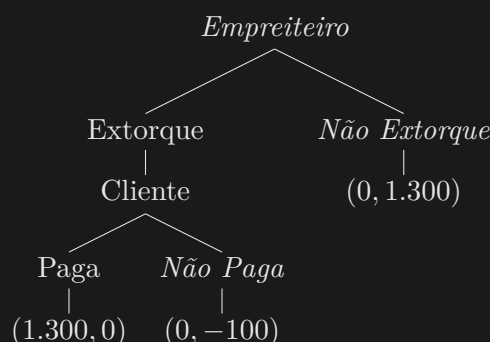 Empreiteiro
Extorque Não Extorque
Cliente (0, 1.300)
Paga Não Paga
(1.300, 0) (0, −100)